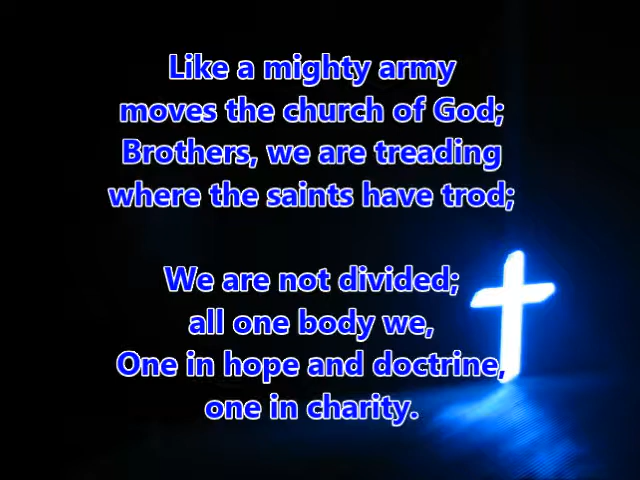 Like a mighty army
moves the church of God;
Brothers, we are treading
where the saints have trod;
We are not divided;
all one body we,
One in hope and doctrine,
one in charity.